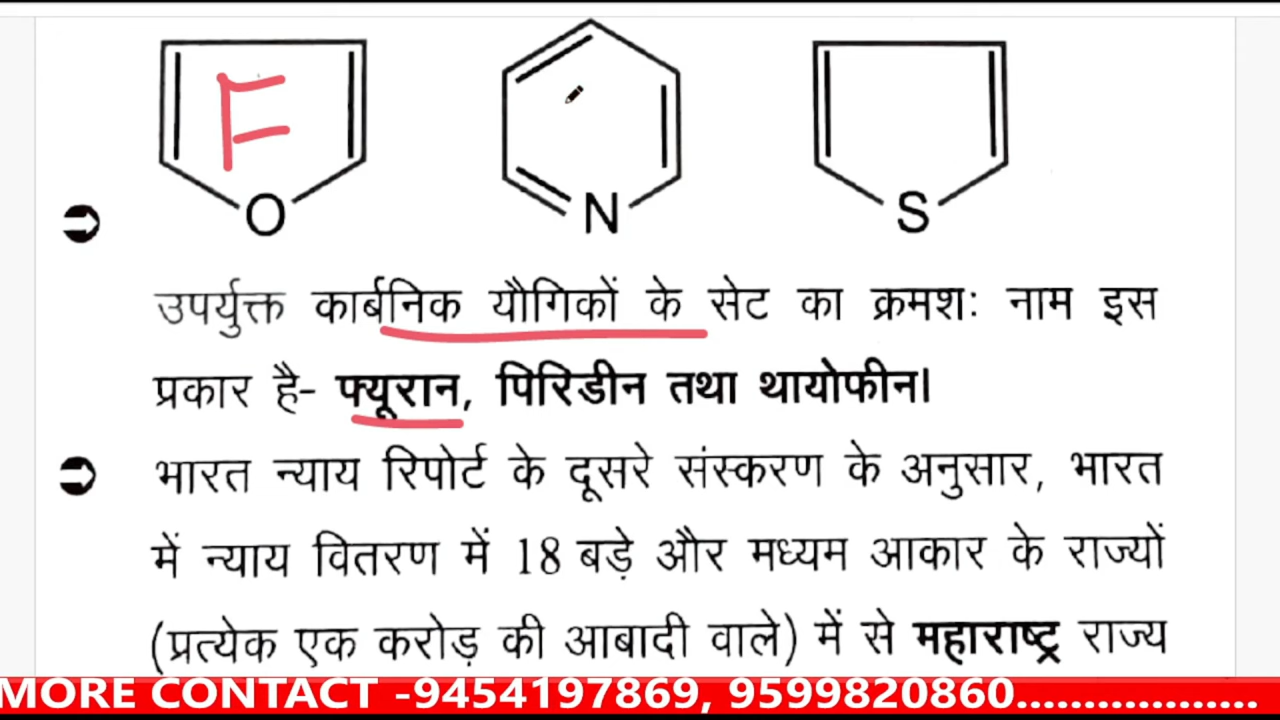 F
O N S
उपर्युक्त कार्बनिक यौगिकों के सेट का क्रमशः नाम इस
प्रकार है- फ्यूरान, पिरिडीन तथा थायोफीन।
भारत न्याय रिपोर्ट के दूसरे संस्करण के अनुसार, भारत
में न्याय वितरण में 18 बड़े और मध्यम आकार के राज्यों
(प्रत्येक एक करोड़ की आबादी वाले) में से महाराष्ट्र राज्य
MORE CONTACT -9454197869, 9599820860..................